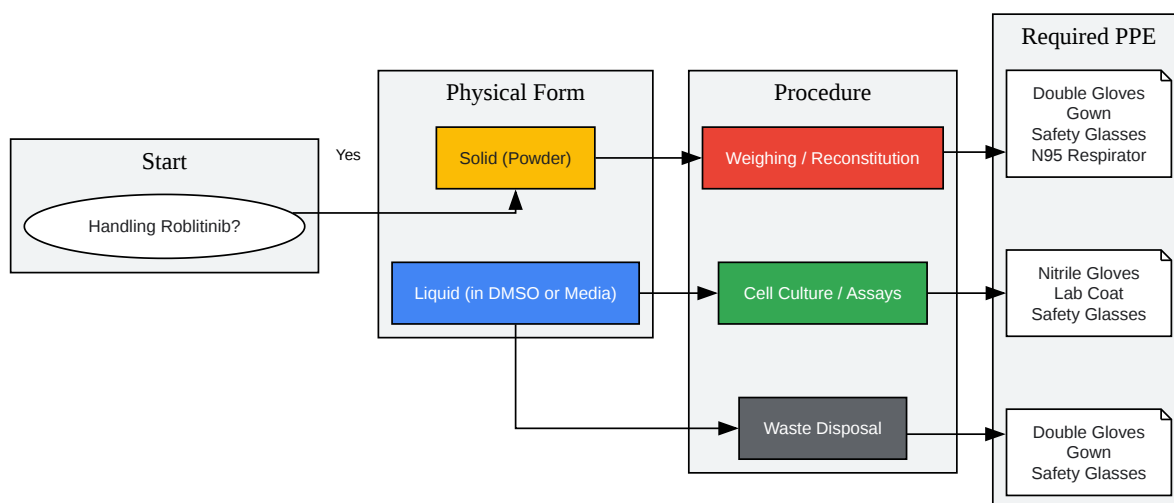 Start
Handling Roblitinib?
Yes
Physical Form
Solid (Powder)
Liquid (in DMSO or Media)
Procedure
Weighing / Reconstitution
Cell Culture / Assays
Waste Disposal
Required PPE
Double Gloves
Gown
Safety Glasses
N95 Respirator
Nitrile Gloves
Lab Coat
Safety Glasses
Double Gloves
Gown
Safety Glasses